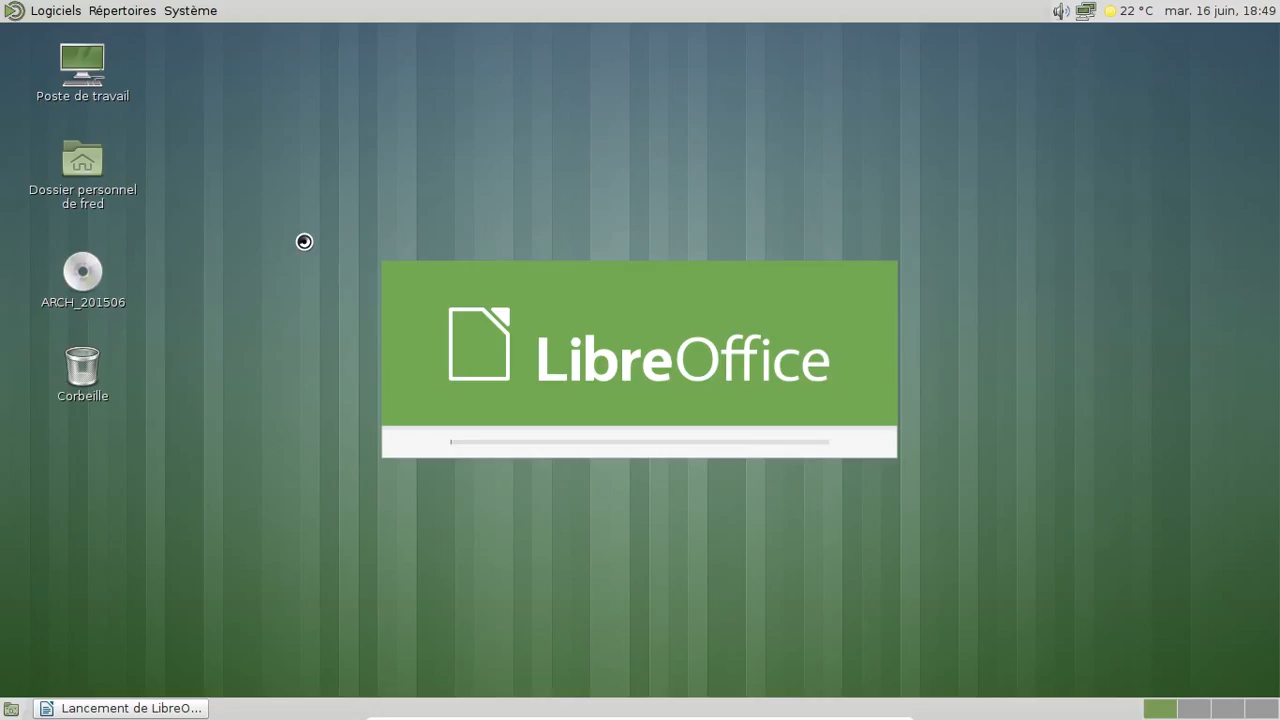 Logiciels Répertoires Système
22 °C mar. 16 juin, 18:49
Poste de travail
Dossier personnel
de fred
ARCH_201506
Corbeille
LibreOffice
Lancement de LibreO...